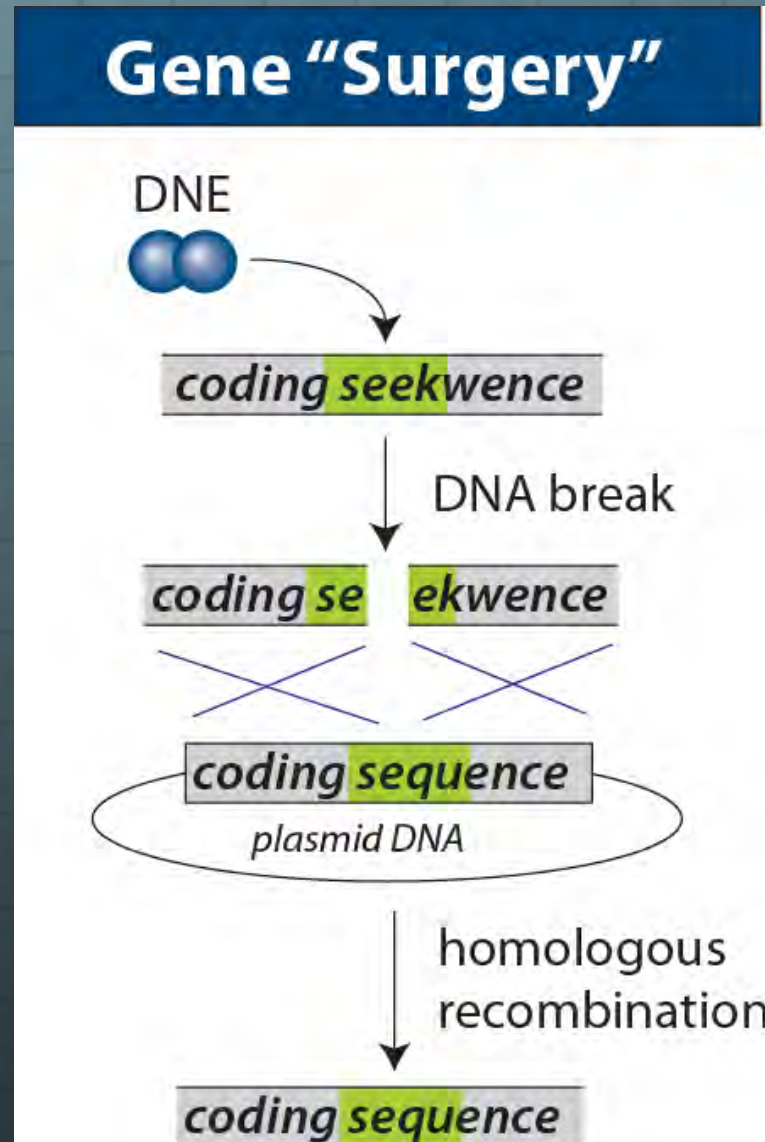 Gene “Surgery”
DNE
coding seekwence
DNA break
coding se ekwence
coding sequence
plasmid DNA
homologous
recombination
coding sequence